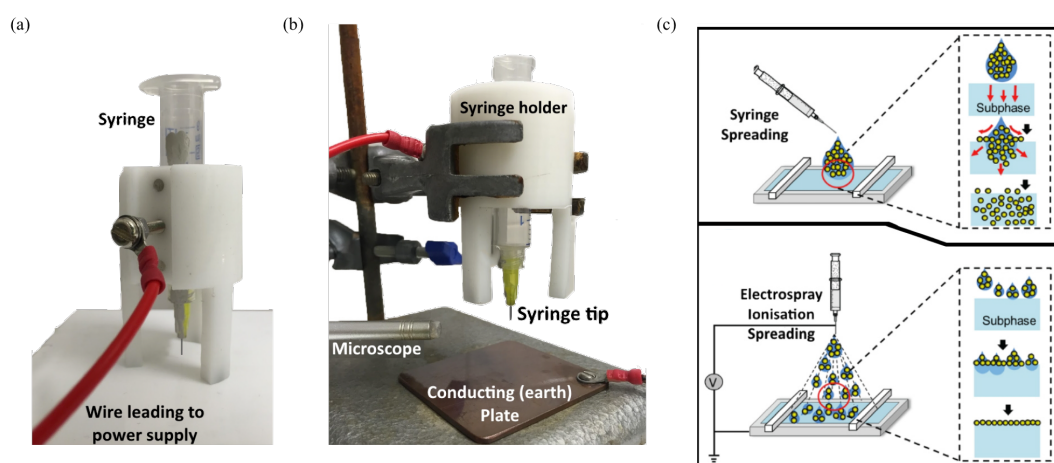 (a)
Syringe
Wire leading to
power supply
(b)
Syringe holder
Syringe tip
Microscope
Conducting (earth)
Plate
(c)
Syringe
Spreading
Subphase
Electrospray
Ionisation
Spreading
V
Subphase